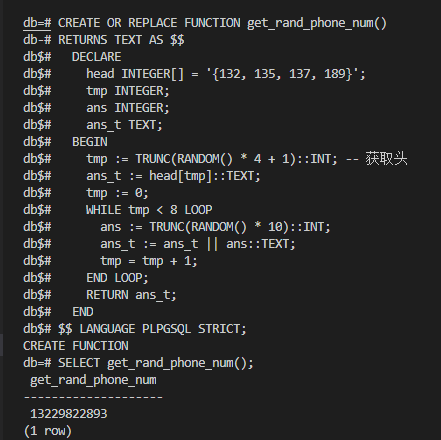 db=# CREATE OR REPLACE FUNCTION get_rand_phone_num()
db-# RETURNS TEXT AS $$
db$#   DECLARE
db$#     head INTEGER[] = '{132, 135, 137, 189}';
db$#     tmp INTEGER;
db$#     ans INTEGER;
db$#     ans_t TEXT;
db$#   BEGIN
db$#     tmp := TRUNC(RANDOM() * 4 + 1)::INT; -- 获取头
db$#     ans_t := head[tmp]::TEXT;
db$#     tmp := 0;
db$#     WHILE tmp < 8 LOOP
db$#       ans := TRUNC(RANDOM() * 10)::INT;
db$#       ans_t := ans_t || ans::TEXT;
db$#       tmp = tmp + 1;
db$#     END LOOP;
db$#     RETURN ans_t;
db$#   END
db$# $$ LANGUAGE PLPGSQL STRICT;
CREATE FUNCTION
db=# SELECT get_rand_phone_num();
 get_rand_phone_num
--------------------
 13229822893
(1 row)